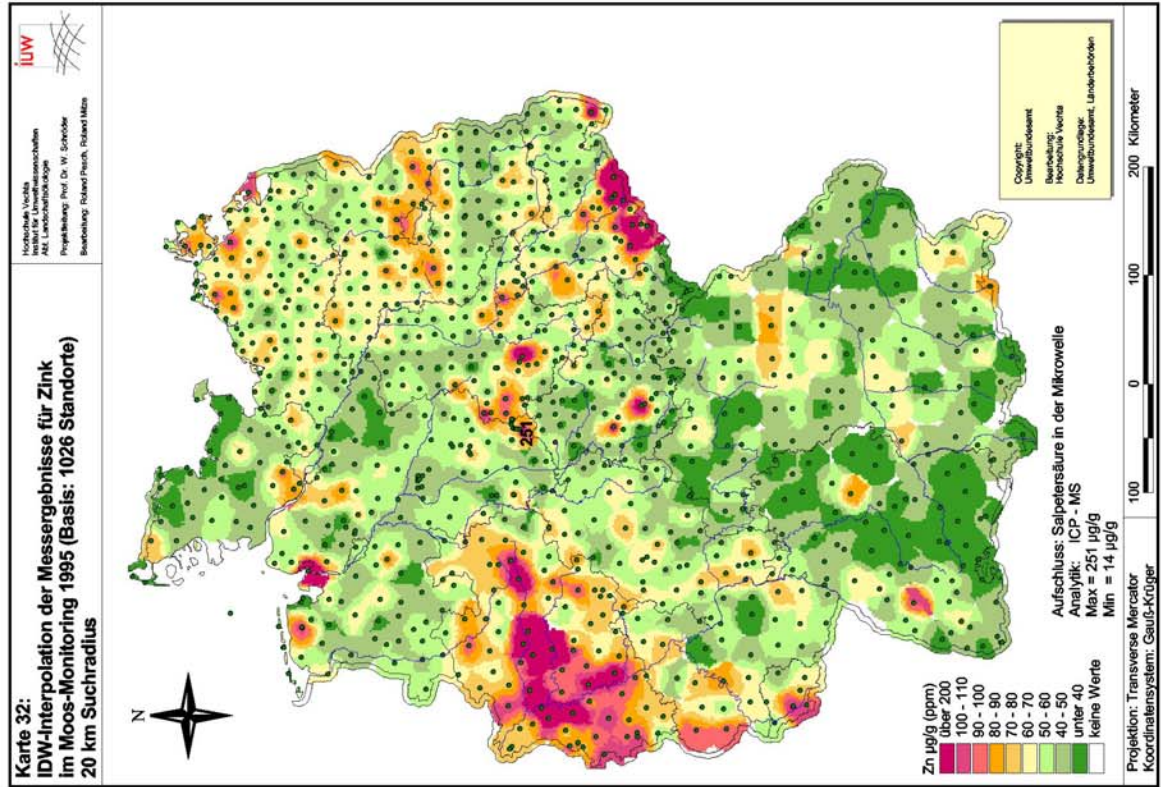 Karte 32:
IDW-Interpolation der Messergebnisse für Zink
im Moos-Monitoring 1995 (Basis: 1026 Standorte)
20 km Suchradius
Hochschule Vechta
Institut für Umweltwissenschaften
Abt. Landschaftsökologie
Projektleitung: Prof. Dr. W. Schröder
Bearbeitung: Roland Pesch, Roland Mitze
iuw
N
251
Zn µg/g (ppm)
über 200
100 - 110
90 - 100
80 - 90
70 - 80
60 - 70
50 - 60
40 - 50
unter 40
keine Werte
Aufschluss: Salpetersäure in der Mikrowelle
Analytik: ICP - MS
Max = 251 µg/g
Min = 14 µg/g
Copyright:
Umweltbundesamt
Bearbeitung:
Hochschule Vechta
Datengrundlage:
Umweltbundesamt, Länderbehörden
Projektion: Transverse Mercator
Koordinatensystem: Gauß-Krüger
100 0 100 200 Kilometer